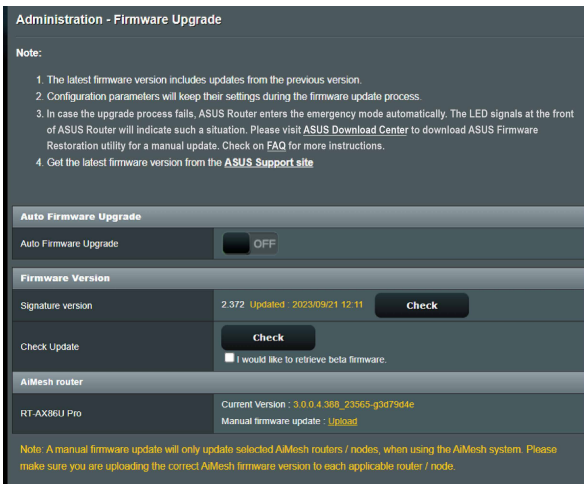 Administration - Firmware Upgrade
Note:
1. The latest firmware version includes updates from the previous version.
2. Configuration parameters will keep their settings during the firmware update process.
3. In case the upgrade process fails, ASUS Router enters the emergency mode automatically. The LED signals at the front
of ASUS Router will indicate such a situation. Please visit ASUS Download Center to download ASUS Firmware
Restoration utility for a manual update. Check on FAQ for more instructions.
4. Get the latest firmware version from the ASUS Support site
Auto Firmware Upgrade
Auto Firmware Upgrade OFF
Firmware Version
Signature version 2.372 Updated : 2023/09/21 12:11 Check
Check Update Check
I would like to retrieve beta firmware.
AiMesh router
RT-AX86U Pro Current Version : 3.0.0.4.388_23565-g3d79d4e
Manual firmware update : Upload
Note: A manual firmware update will only update selected AiMesh routers / nodes, when using the AiMesh system. Please
make sure you are uploading the correct AiMesh firmware version to each applicable router / node.